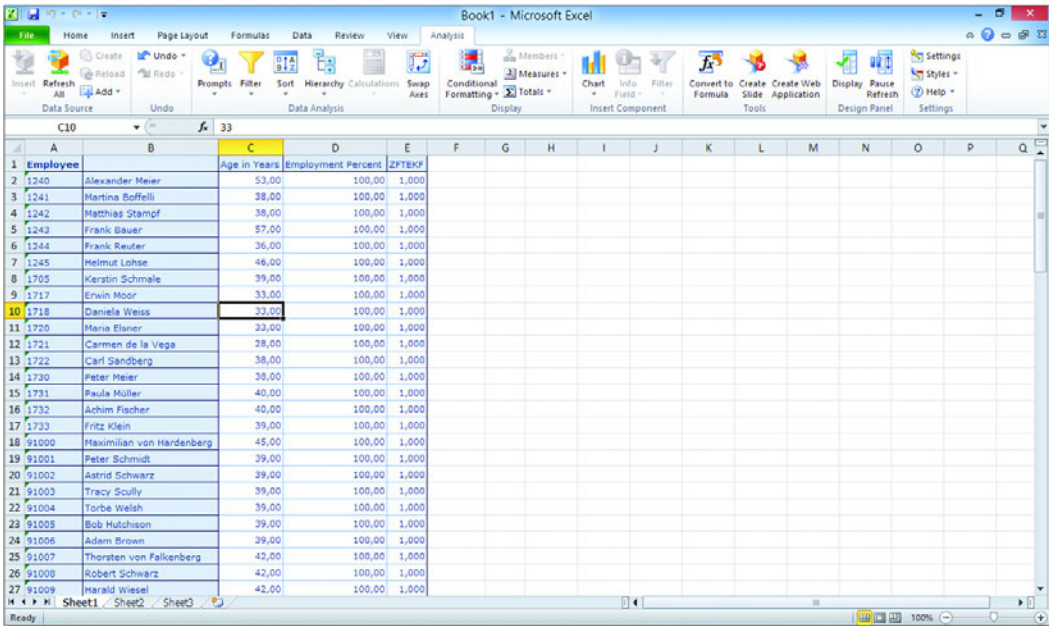 Book1 - Microsoft Excel
File Home Insert Page Layout Formulas Data Review View Analysis
Insert Refresh All Create Reload Add Undo Redo Prompts Filter Sort Hierarchy Calculations Swap Axes Conditional Formatting Members Measures Totals Chart Info Field Filter Convert to Formula Create Slide Create Web Application Display Pause Refresh Settings Styles Help
Data Source Undo Data Analysis Display Insert Component Tools Design Panel Settings
C10 fx 33
A B C D E F G H I J K L M N O P Q
1 Employee Age in Years Employment Percent ZFTEKF
2 1240 Alexander Meier 53,00 100,00 1,000
3 1241 Martina Boffelli 38,00 100,00 1,000
4 1242 Matthias Stampf 38,00 100,00 1,000
5 1243 Frank Bauer 57,00 100,00 1,000
6 1244 Frank Reuter 36,00 100,00 1,000
7 1245 Helmut Lohse 46,00 100,00 1,000
8 1705 Kerstin Schmale 39,00 100,00 1,000
9 1717 Erwin Moor 33,00 100,00 1,000
10 1718 Daniela Weiss 33,00 100,00 1,000
11 1720 Maria Elsner 33,00 100,00 1,000
12 1721 Carmen de la Vega 28,00 100,00 1,000
13 1722 Carl Sandberg 38,00 100,00 1,000
14 1730 Peter Meier 38,00 100,00 1,000
15 1731 Paula Müller 40,00 100,00 1,000
16 1732 Achim Fischer 40,00 100,00 1,000
17 1733 Fritz Klein 39,00 100,00 1,000
18 91000 Maximilian von Hardenberg 45,00 100,00 1,000
19 91001 Peter Schmidt 39,00 100,00 1,000
20 91002 Astrid Schwarz 39,00 100,00 1,000
21 91003 Tracy Scully 39,00 100,00 1,000
22 91004 Torbe Welsh 39,00 100,00 1,000
23 91005 Bob Hutchison 39,00 100,00 1,000
24 91006 Adam Brown 39,00 100,00 1,000
25 91007 Thorsten von Falkenberg 42,00 100,00 1,000
26 91008 Robert Schwarz 42,00 100,00 1,000
27 91009 Harald Wiesel 42,00 100,00 1,000
Sheet1 Sheet2 Sheet3
Ready 100%